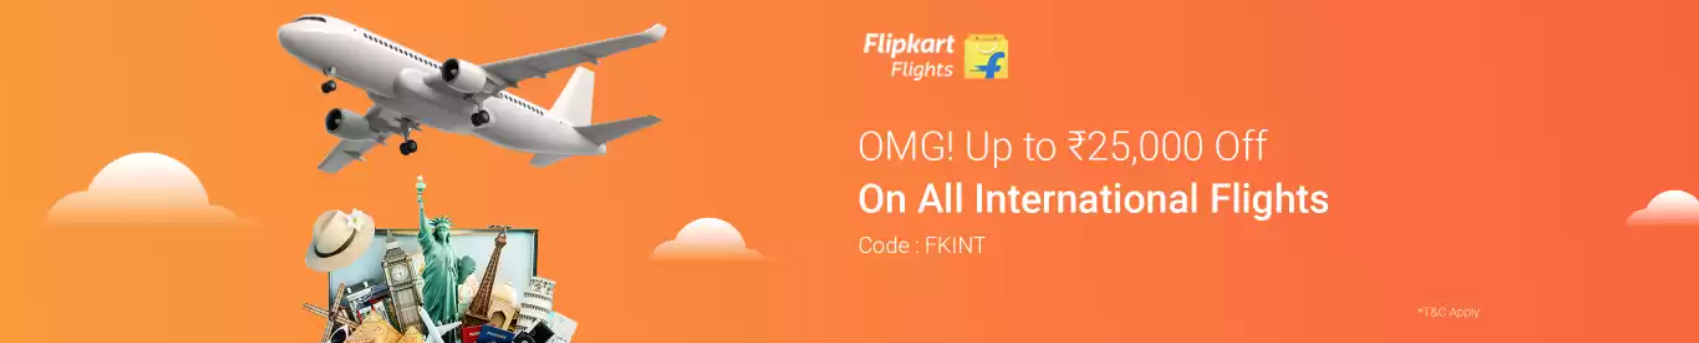 Flipkart
Flights
OMG! Up to ₹25,000 Off
On All International Flights
Code : FKINT
*T&C Apply